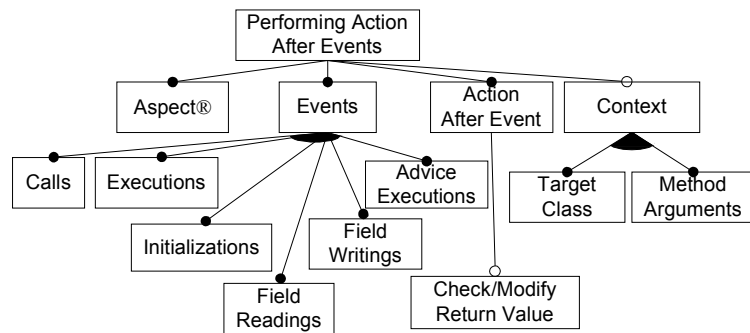 Performing Action
After Events
Aspect®
Events
Action
After Event
Context
Calls
Executions
Advice
Executions
Target
Class
Method
Arguments
Initializations
Field
Writings
Field
Readings
Check/Modify
Return Value